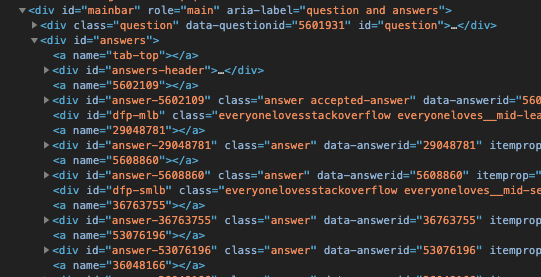 <div id="mainbar" role="main" aria-label="question and answers">
<div class="question" data-questionid="5601931" id="question">…</div>
<div id="answers">
<a name="tab-top"></a>
<div id="answers-header">…</div>
<a name="5602109"></a>
<div id="answer-5602109" class="answer accepted-answer" data-answerid="560
<div id="dfp-mlb" class="everyonelovesstackoverflow everyoneloves__mid-lea
<a name="29048781"></a>
<div id="answer-29048781" class="answer" data-answerid="29048781" itemprop
<a name="5608860"></a>
<div id="answer-5608860" class="answer" data-answerid="5608860" itemprop="
<div id="dfp-smlb" class="everyonelovesstackoverflow everyoneloves__mid-se
<a name="36763755"></a>
<div id="answer-36763755" class="answer" data-answerid="36763755" itemprop
<a name="53076196"></a>
<div id="answer-53076196" class="answer" data-answerid="53076196" itemprop
<a name="36048166"></a>